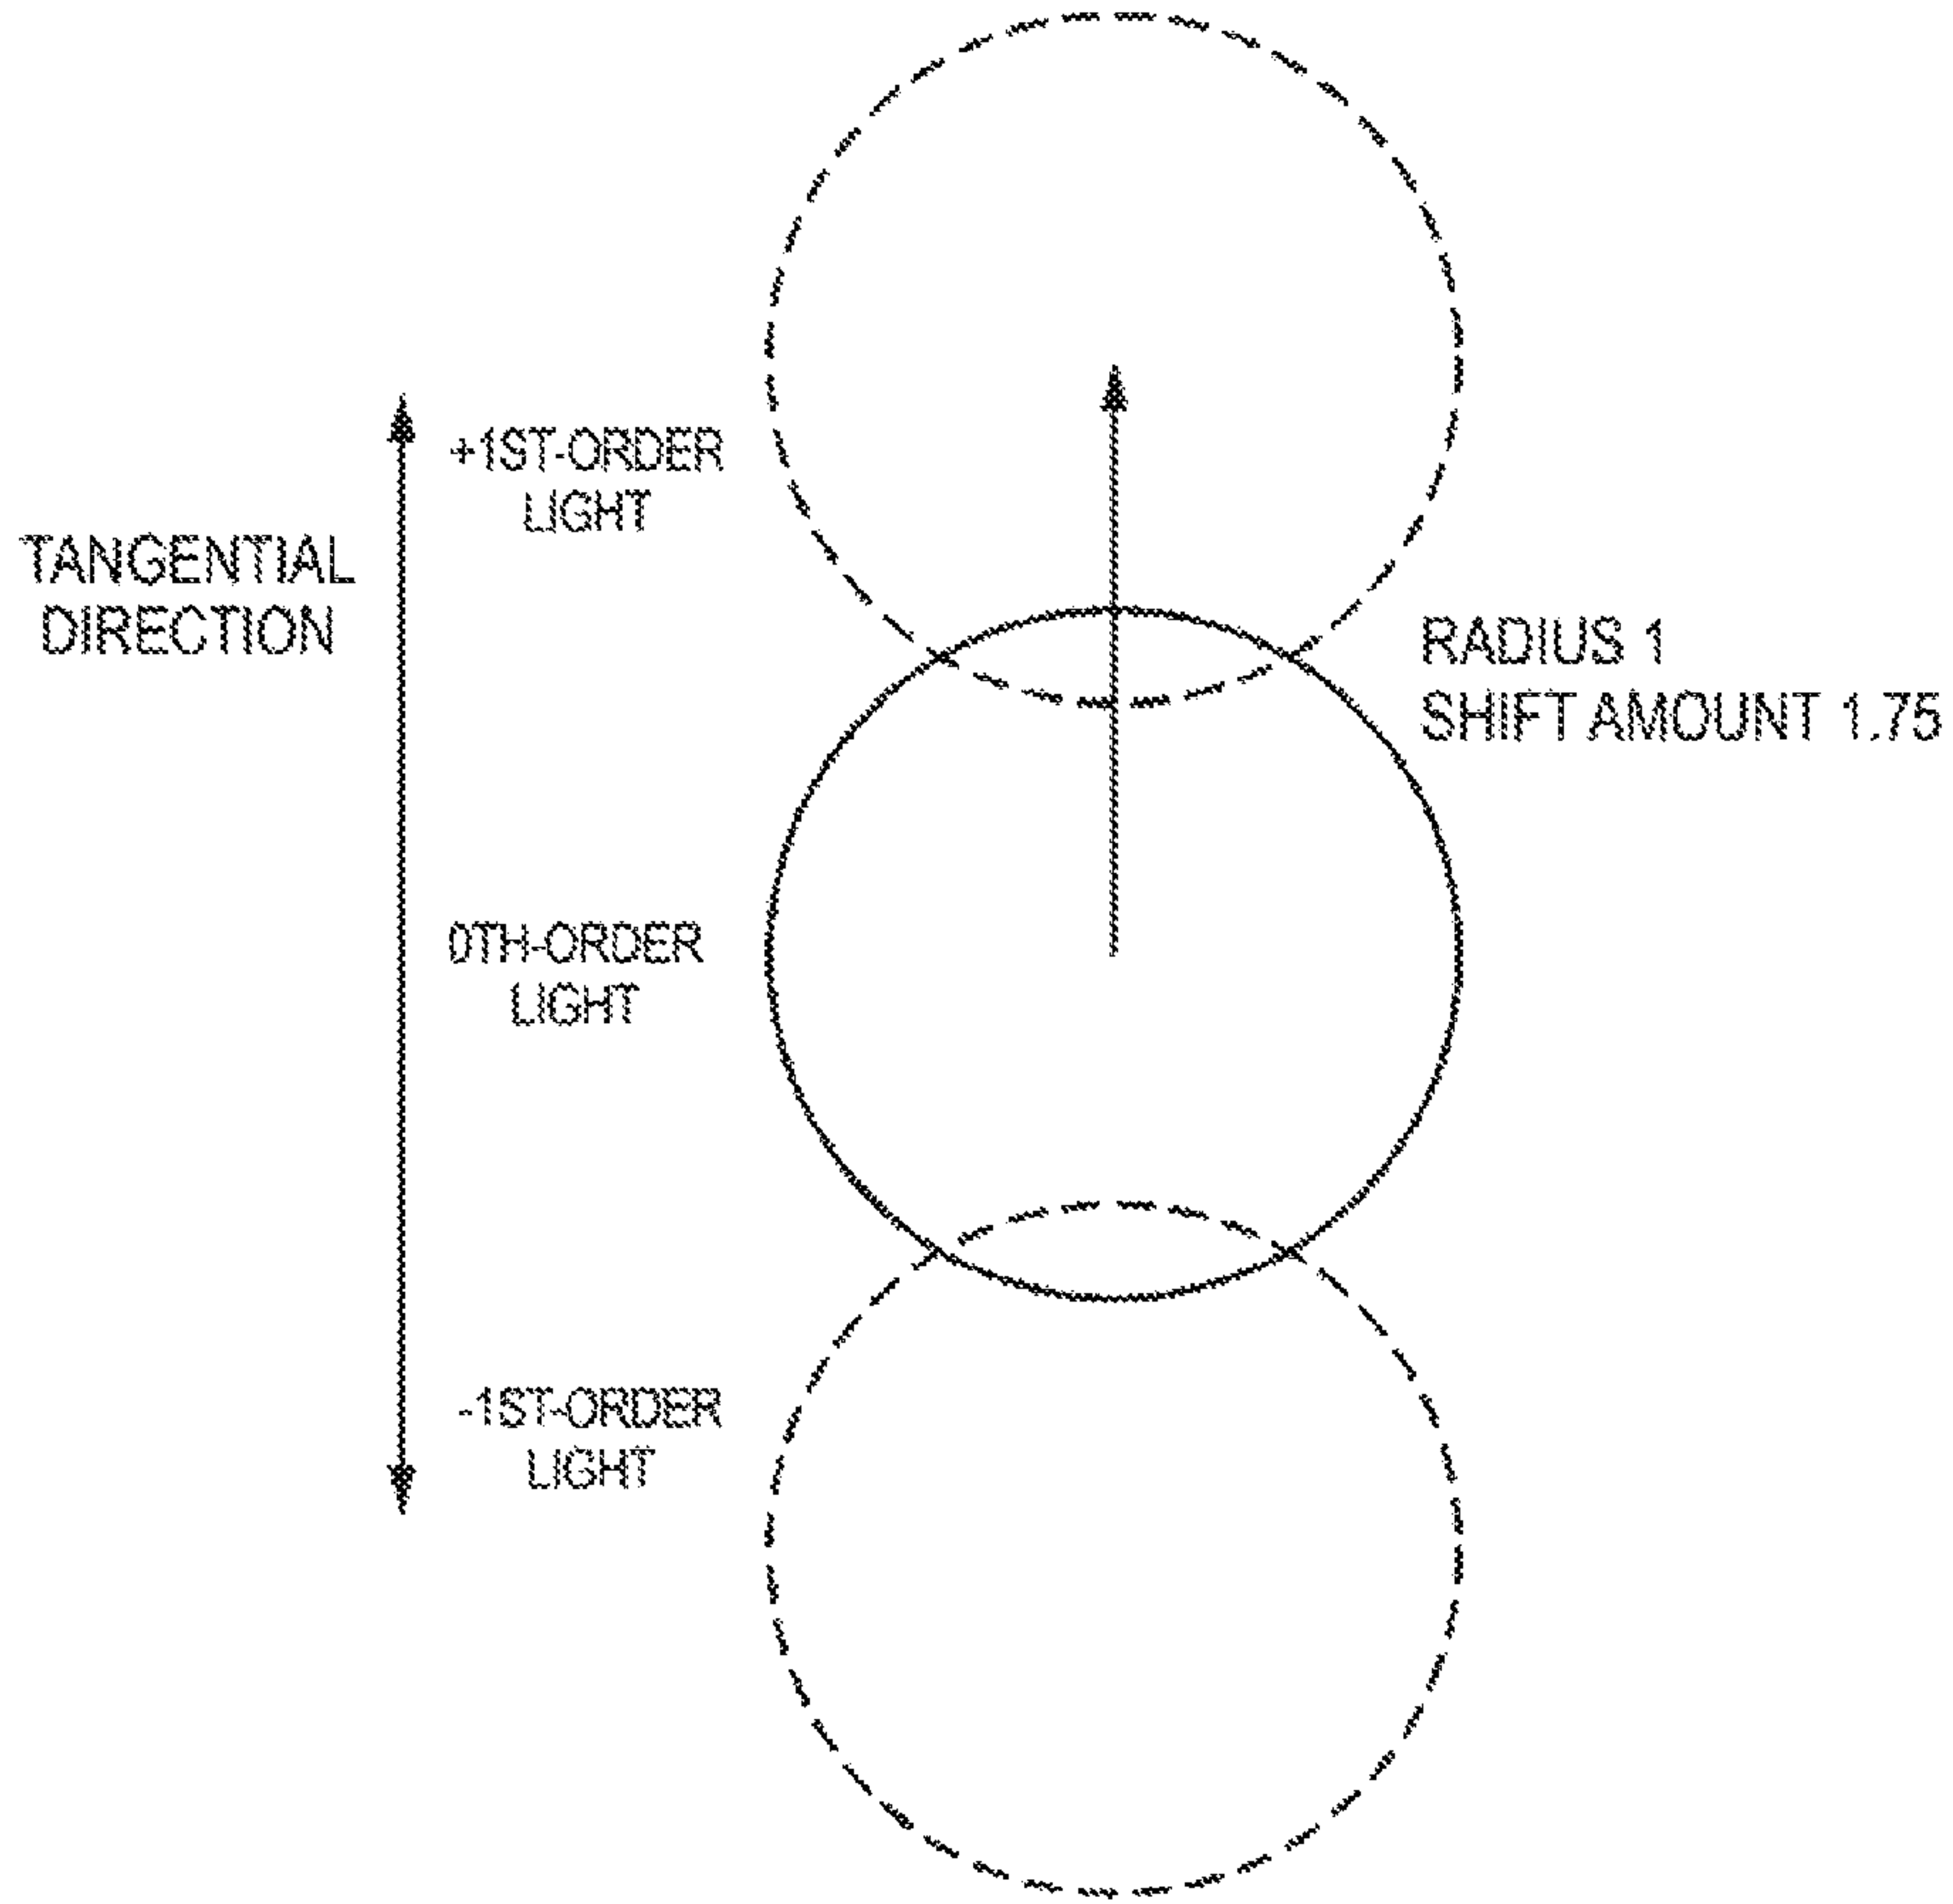 +1ST-ORDER
LIGHT
TANGENTIAL
DIRECTION
RADIUS 1
SHIFT AMOUNT 1.75
0TH-ORDER
LIGHT
-1ST-ORDER
LIGHT